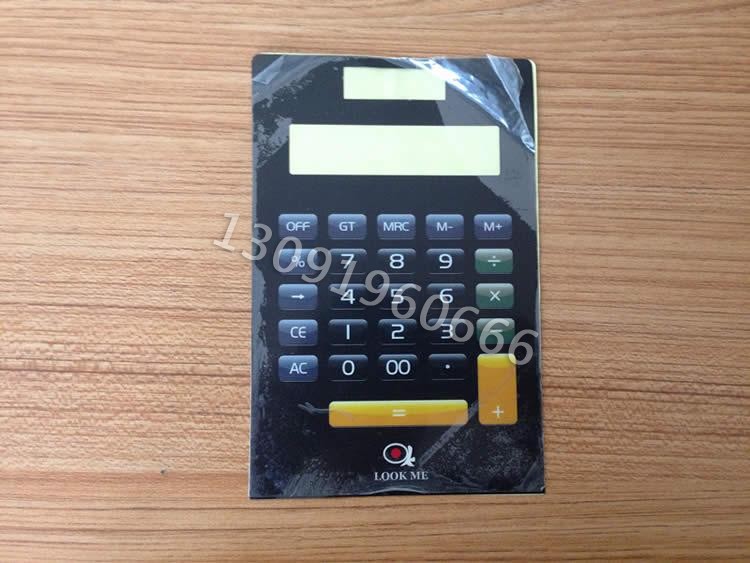 OFF GT MRC M- M+
% 7 8 9 ÷
→ 4 5 6 ×
CE 1 2 3 -
AC 0 00 .
= +
LOOK ME
13091960666